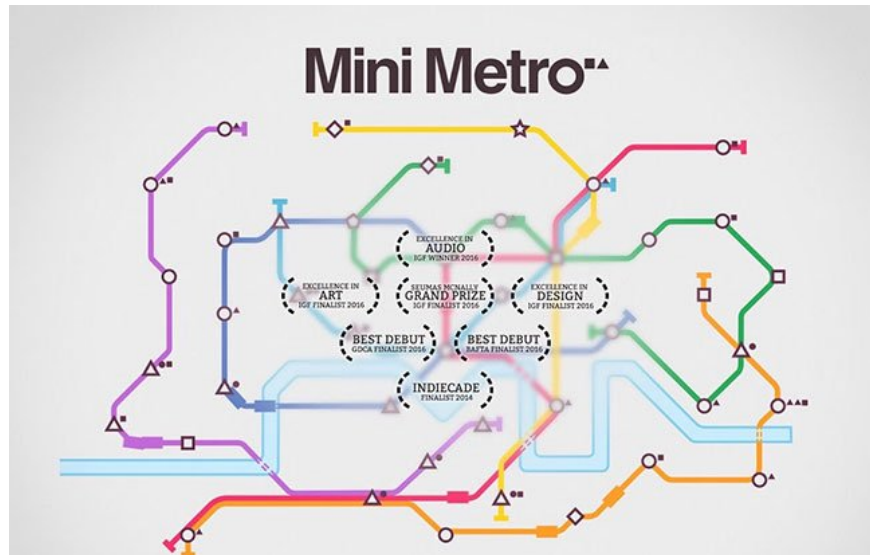 Mini Metro
EXCELLENCE IN
AUDIO
IGF WINNER 2016
EXCELLENCE IN
ART
IGF FINALIST 2016
SEUMAS MCNALLY
GRAND PRIZE
IGF FINALIST 2016
EXCELLENCE IN
DESIGN
IGF FINALIST 2016
BEST DEBUT
GDCA FINALIST 2016
BEST DEBUT
BAFTA FINALIST 2016
INDIECADE
FINALIST 2014